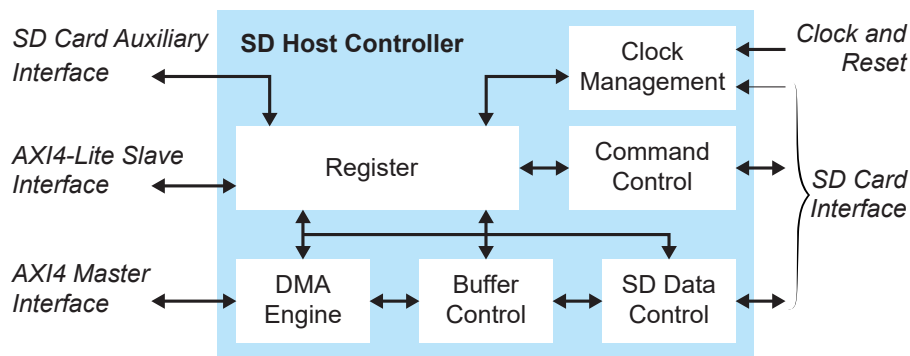 SD Card Auxiliary
Interface
SD Host Controller
Clock
Management
Clock and
Reset
AXI4-Lite Slave
Interface
Register
Command
Control
SD Card
Interface
AXI4 Master
Interface
DMA
Engine
Buffer
Control
SD Data
Control